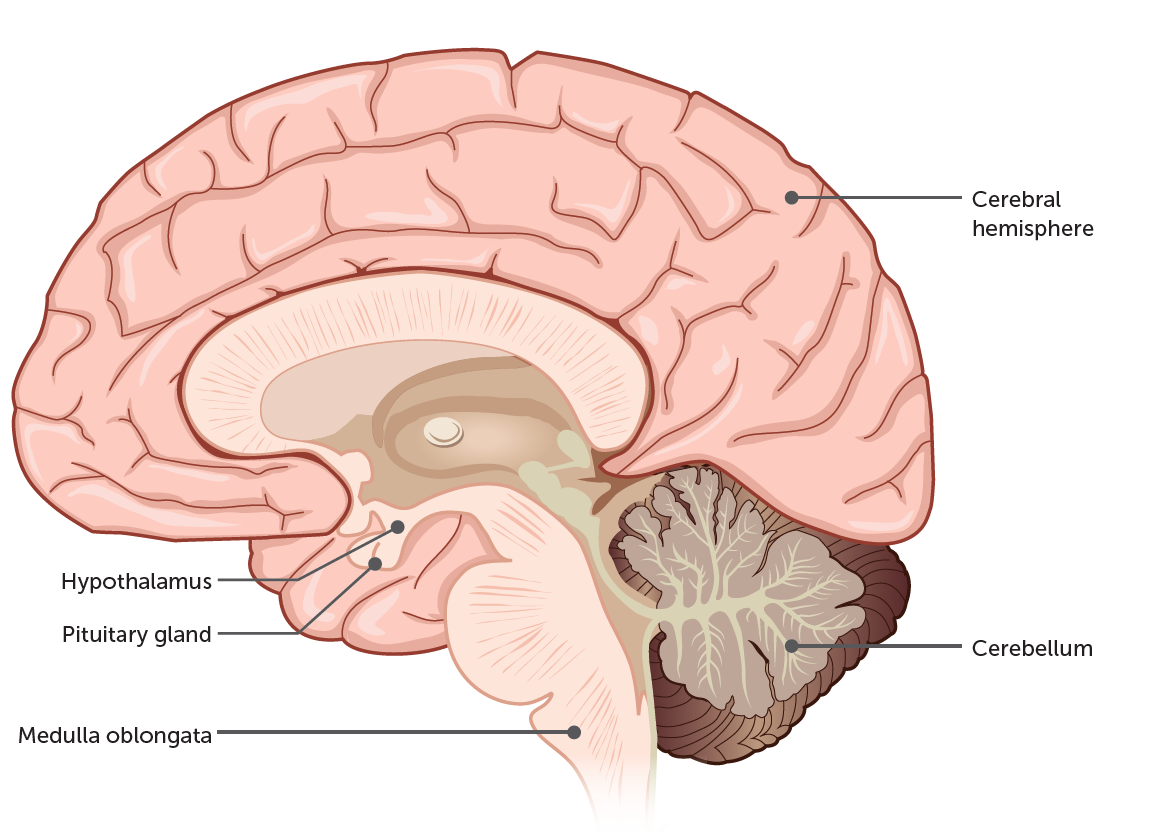 Cerebral
hemisphere
Hypothalamus
Pituitary gland
Cerebellum
Medulla oblongata